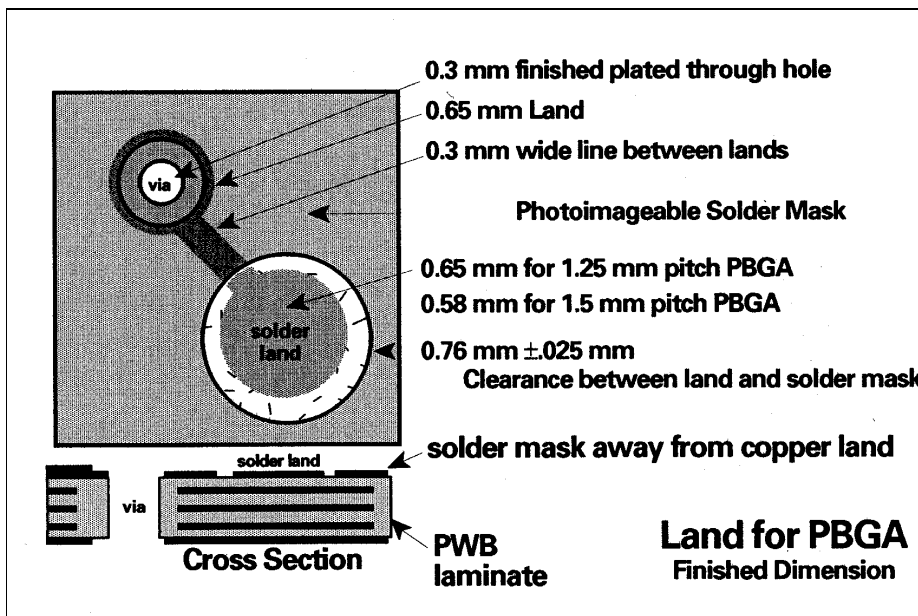 0.3 mm finished plated through hole
0.65 mm Land
0.3 mm wide line between lands
via
Photoimageable Solder Mask
0.65 mm for 1.25 mm pitch PBGA
0.58 mm for 1.5 mm pitch PBGA
solder
land
0.76 mm ±.025 mm
Clearance between land and solder mask
solder mask away from copper land
solder land
via
Cross Section
PWB
laminate
Land for PBGA
Finished Dimension